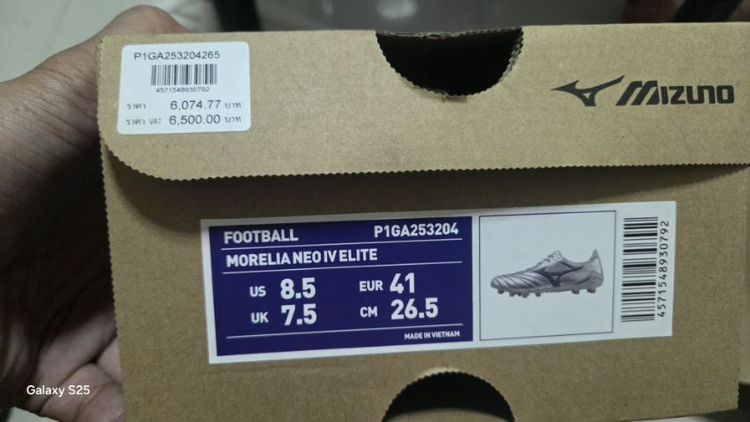 P1GA253204265
4571548930792
ราคา 6,074.77 บาท
ราคา VAT 6,500.00 บาท
MIZUNO
FOOTBALL P1GA253204
MORELIA NEO IV ELITE
US 8.5 EUR 41
UK 7.5 CM 26.5
MADE IN VIETNAM
4571548930792
Galaxy S25